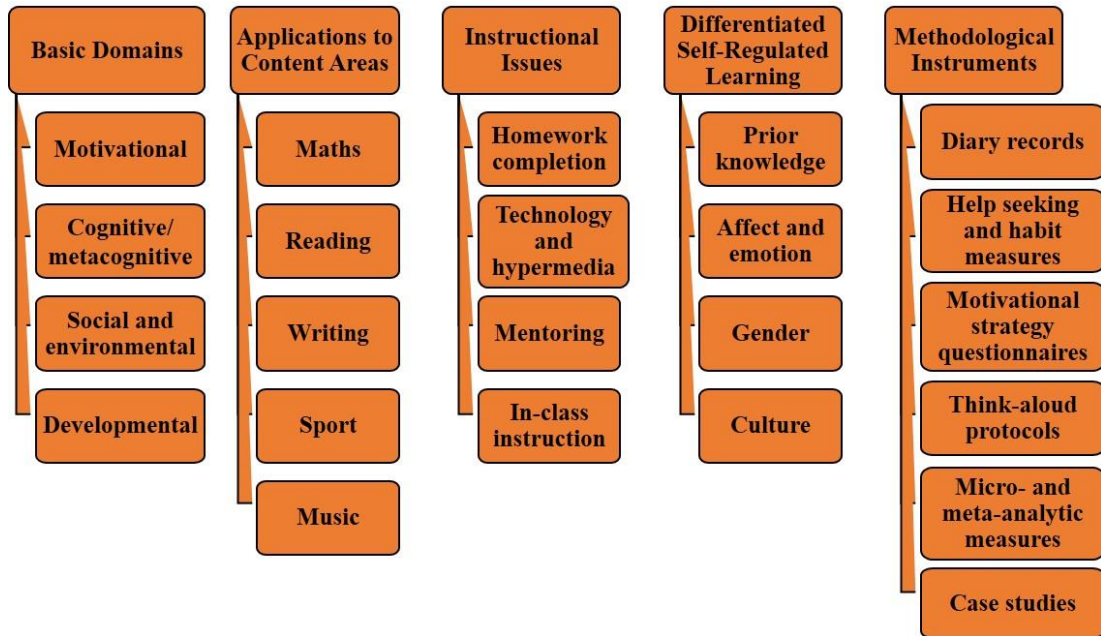 Basic Domains
Motivational
Cognitive/
metacognitive
Social and
environmental
Developmental
Applications to
Content Areas
Maths
Reading
Writing
Sport
Music
Instructional
Issues
Homework
completion
Technology
and
hypermedia
Mentoring
In-class
instruction
Differentiated
Self-Regulated
Learning
Prior
knowledge
Affect and
emotion
Gender
Culture
Methodological
Instruments
Diary records
Help seeking
and habit
measures
Motivational
strategy
questionnaires
Think-aloud
protocols
Micro- and
meta-analytic
measures
Case studies